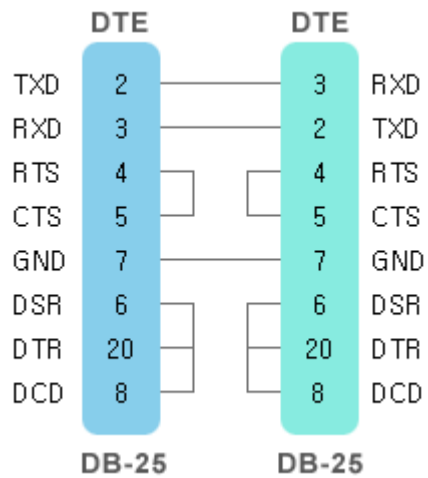 DTE DTE
TXD 2 3 RXD
RXD 3 2 TXD
RTS 4 4 RTS
CTS 5 5 CTS
GND 7 7 GND
DSR 6 6 DSR
DTR 20 20 DTR
DCD 8 8 DCD
DB-25 DB-25